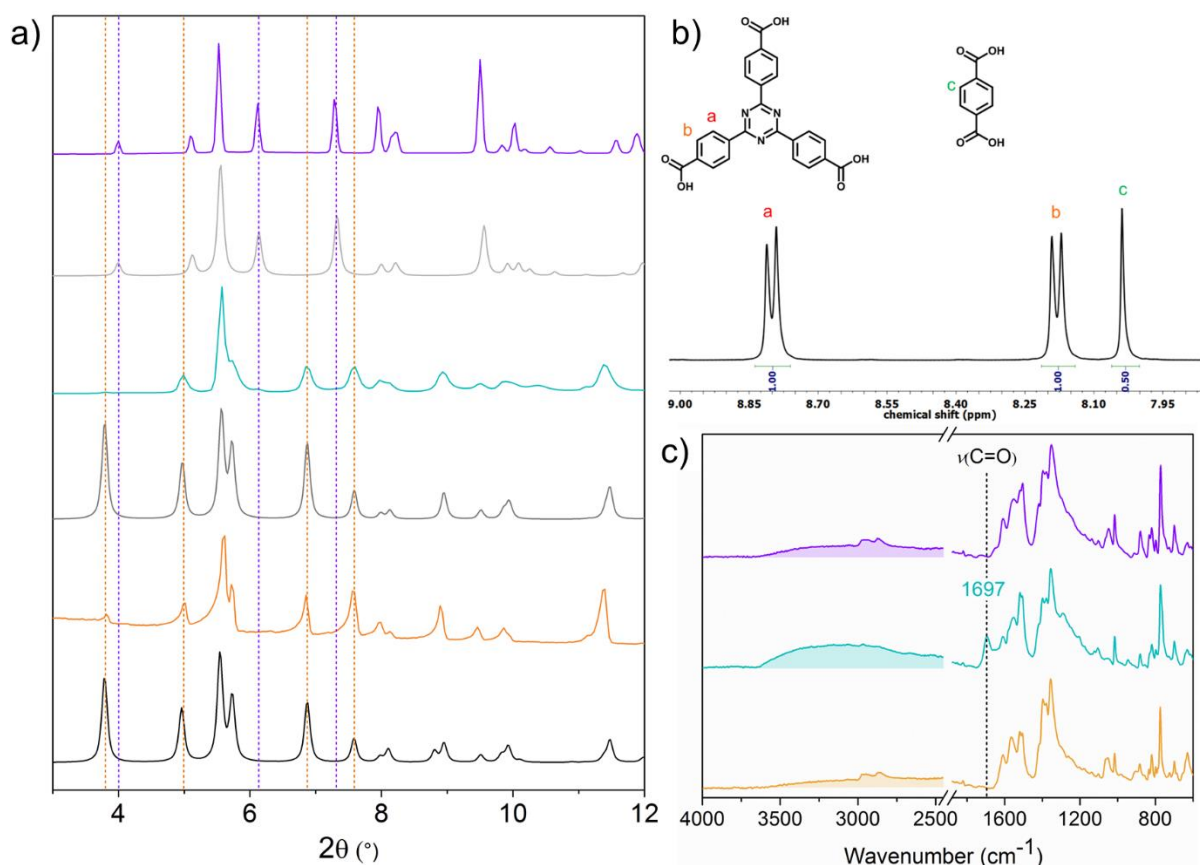 a)
4
6
8
10
12
2θ (°)
b)
O
OH
a
b
N
N
N
O
OH
O
OH
O
OH
c
O
OH
a
b
c
1.00
1.00
0.50
9.00
8.85
8.70
8.55
8.40
8.25
8.10
7.95
chemical shift (ppm)
c)
ν(C=O)
1697
4000
3500
3000
2500
1600
1200
800
Wavenumber (cm-1)